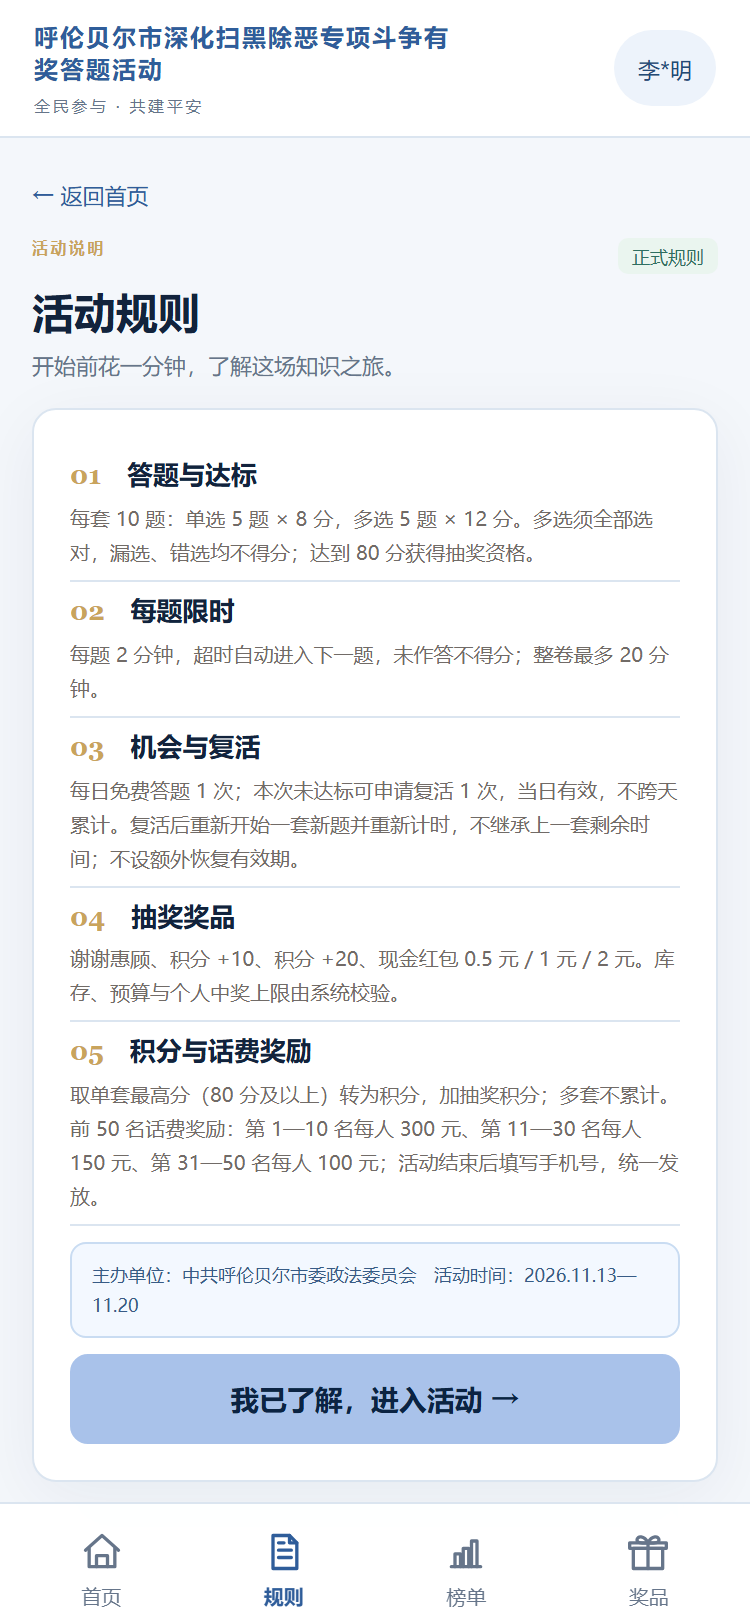 呼伦贝尔市深化扫黑除恶专项斗争有
奖答题活动
全民参与 · 共建平安
李*明
← 返回首页
活动说明
正式规则
活动规则
开始前花一分钟，了解这场知识之旅。
01 答题与达标
每套 10 题：单选 5 题 × 8 分，多选 5 题 × 12 分。多选须全部选
对，漏选、错选均不得分；达到 80 分获得抽奖资格。
02 每题限时
每题 2 分钟，超时自动进入下一题，未作答不得分；整卷最多 20 分
钟。
03 机会与复活
每日免费答题 1 次；本次未达标可申请复活 1 次，当日有效，不跨天
累计。复活后重新开始一套新题并重新计时，不继承上一套剩余时
间；不设额外恢复有效期。
04 抽奖奖品
谢谢惠顾、积分 +10、积分 +20、现金红包 0.5 元 / 1 元 / 2 元。库
存、预算与个人中奖上限由系统校验。
05 积分与话费奖励
取单套最高分（80 分及以上）转为积分，加抽奖积分；多套不累计。
前 50 名话费奖励：第 1—10 名每人 300 元、第 11—30 名每人
150 元、第 31—50 名每人 100 元；活动结束后填写手机号，统一发
放。
主办单位：中共呼伦贝尔市委政法委员会 活动时间：2026.11.13—
11.20
我已了解，进入活动 →
首页
规则
榜单
奖品